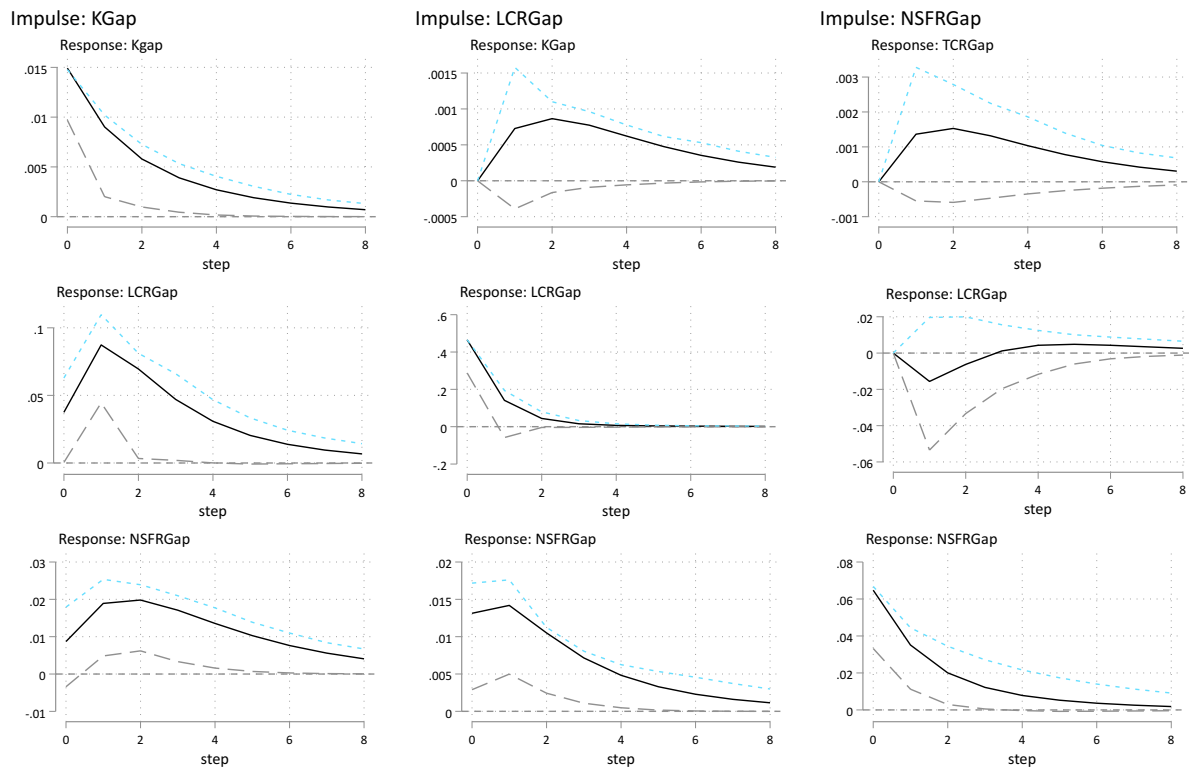 Impulse: KGap
Impulse: LCRGap
Impulse: NSFRGap
Response: Kgap
.015
.01
.005
0
0 2 4 6 8
step
Response: KGap
.0015
.001
.0005
0
-.0005
0 2 4 6 8
step
Response: TCRGap
.003
.002
.001
0
-.001
0 2 4 6 8
step
Response: LCRGap
.1
.05
0
0 2 4 6 8
step
Response: LCRGap
.6
.4
.2
0
-.2
0 2 4 6 8
step
Response: LCRGap
.02
0
-.02
-.04
-.06
0 2 4 6 8
step
Response: NSFRGap
.03
.02
.01
0
-.01
0 2 4 6 8
step
Response: NSFRGap
.02
.015
.01
.005
0
0 2 4 6 8
step
Response: NSFRGap
.08
.06
.04
.02
0
0 2 4 6 8
step